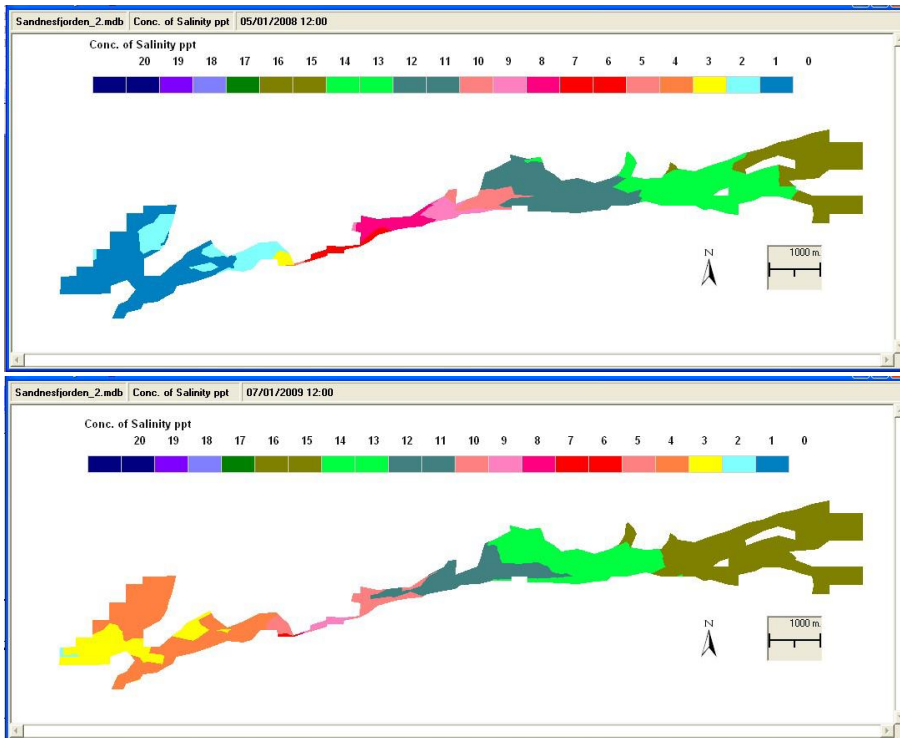 Sandnesfjorden_2.mdb Conc. of Salinity ppt 05/01/2008 12:00
Conc. of Salinity ppt
20 19 18 17 16 15 14 13 12 11 10 9 8 7 6 5 4 3 2 1 0
N
1000 m.
Sandnesfjorden_2.mdb Conc. of Salinity ppt 07/01/2009 12:00
Conc. of Salinity ppt
20 19 18 17 16 15 14 13 12 11 10 9 8 7 6 5 4 3 2 1 0
N
1000 m.